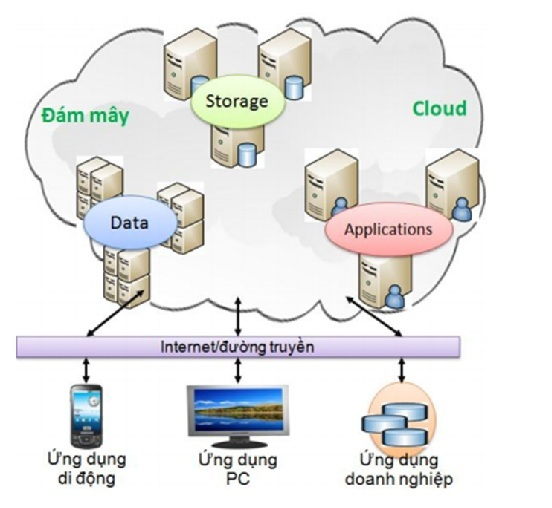 Storage
Đám mây
Cloud
Data
Applications
Internet/đường truyền
Ứng dụng
di động
Ứng dụng
PC
Ứng dụng
doanh nghiệp